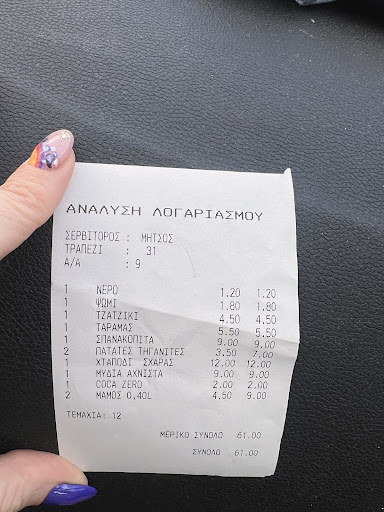 ΑΝΑΛΥΣΗ ΛΟΓΑΡΙΑΣΜΟΥ
ΣΕΡΒΙΤΟΡΟΣ : ΜΗΤΣΟΣ
ΤΡΑΠΕΖΙ : 31
Α/Α : 9
1 ΝΕΡΟ 1.20 1.20
1 ΨΩΜΙ 1.80 1.80
1 ΤΖΑΤΖΙΚΙ 4.50 4.50
1 ΤΑΡΑΜΑΣ 5.50 5.50
1 ΣΠΑΝΑΚΟΠΙΤΑ 9.00 9.00
2 ΠΑΤΑΤΕΣ ΤΗΓΑΝΙΤΕΣ 3.50 7.00
1 ΧΤΑΠΟΔΙ ΣΧΑΡΑΣ 12.00 12.00
1 ΜΥΔΙΑ ΑΧΝΙΣΤΑ 9.00 9.00
1 COCA ZERO 2.00 2.00
2 ΜΑΜΟΣ 0,40L 4.50 9.00
ΤΕΜΑΧΙΑ: 12
ΜΕΡΙΚΟ ΣΥΝΟΛΟ 61.00
ΣΥΝΟΛΟ 61.00